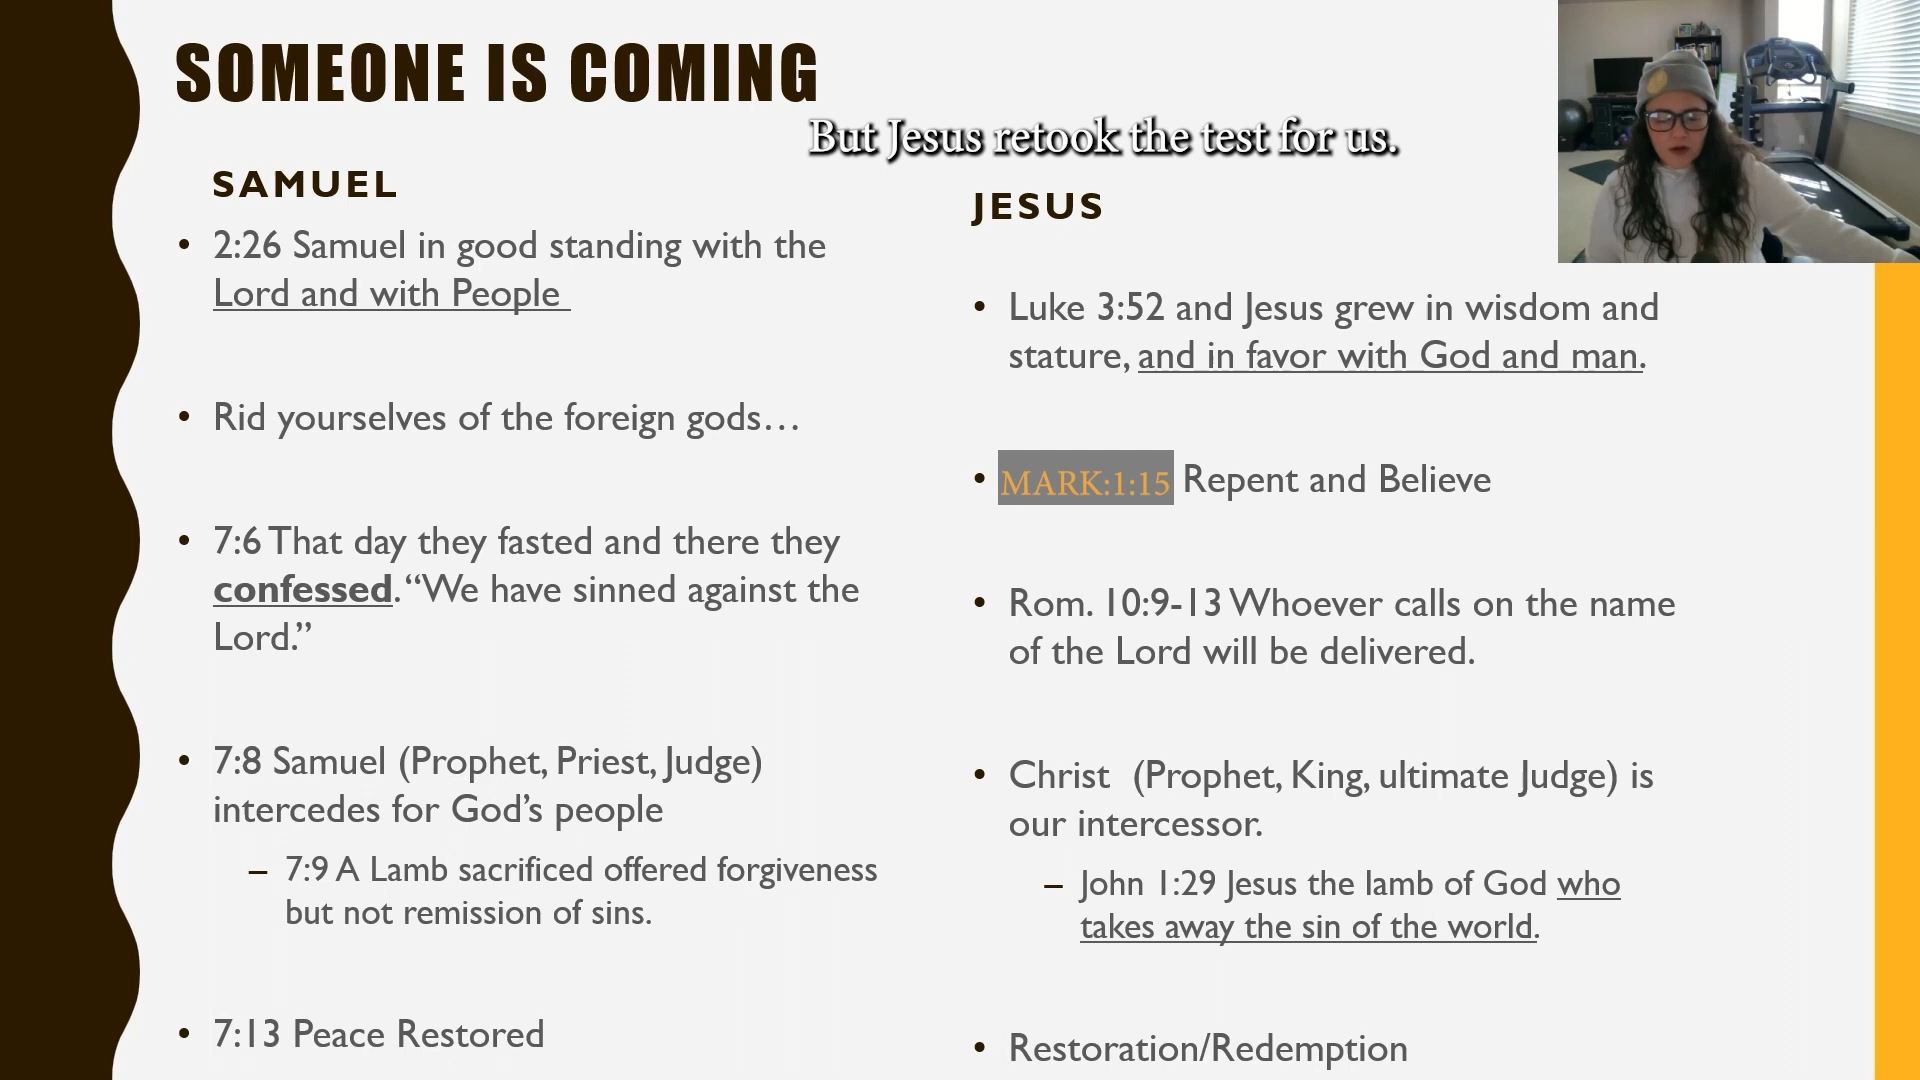 SOMEONE IS COMING
But Jesus retook the test for us.
SAMUEL
• 2:26 Samuel in good standing with the
Lord and with People
• Rid yourselves of the foreign gods…
• 7:6 That day they fasted and there they
confessed. “We have sinned against the
Lord.”
• 7:8 Samuel (Prophet, Priest, Judge)
intercedes for God’s people
– 7:9 A Lamb sacrificed offered forgiveness
but not remission of sins.
• 7:13 Peace Restored
JESUS
• Luke 3:52 and Jesus grew in wisdom and
stature, and in favor with God and man.
• MARK:1:15 Repent and Believe
• Rom. 10:9-13 Whoever calls on the name
of the Lord will be delivered.
• Christ (Prophet, King, ultimate Judge) is
our intercessor.
– John 1:29 Jesus the lamb of God who
takes away the sin of the world.
• Restoration/Redemption